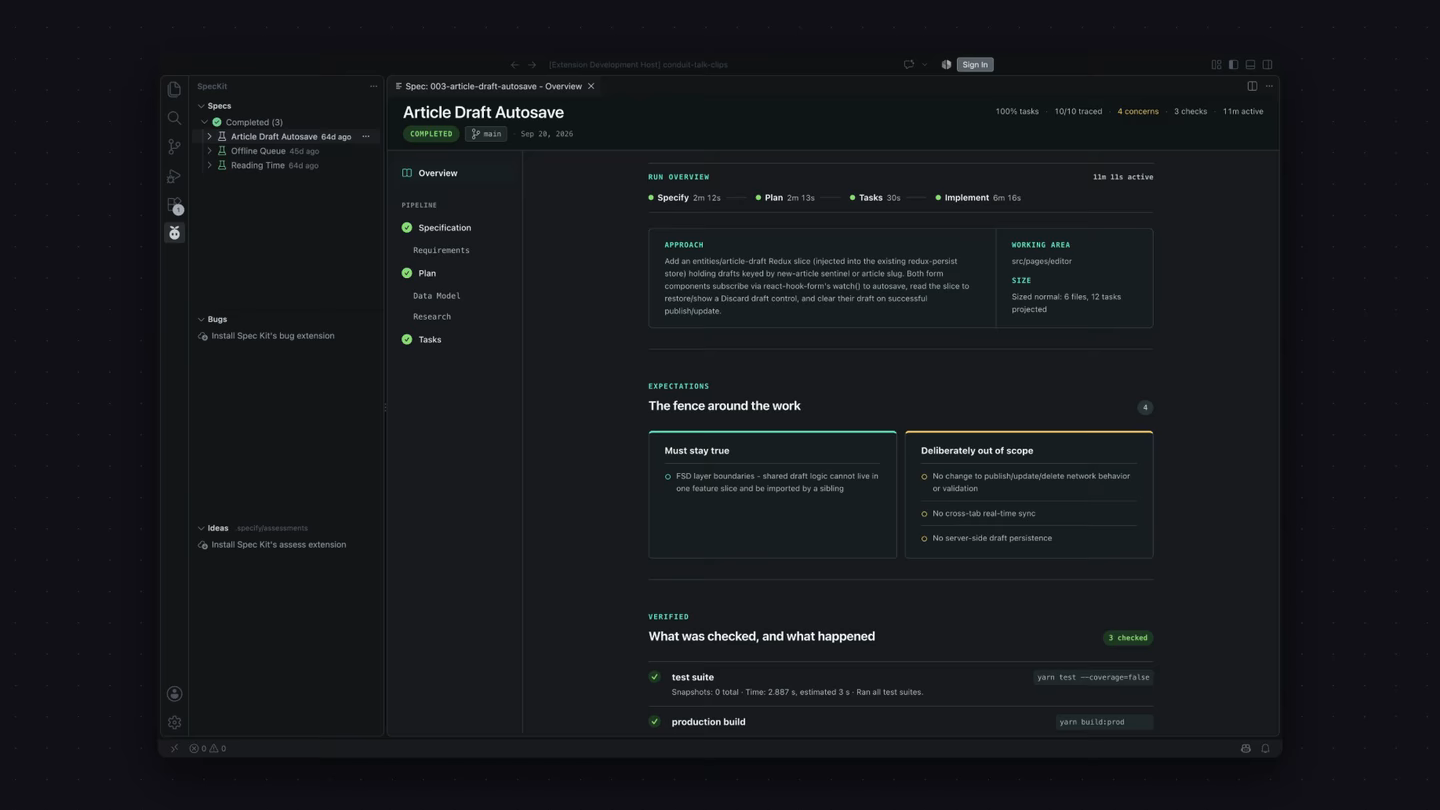 [Extension Development Host] conduit-talk-clips
Sign In
SpecKit
Specs
Completed (3)
Article Draft Autosave 64d ago
Offline Queue 45d ago
Reading Time 64d ago
Bugs
Install Spec Kit's bug extension
Ideas .specify/assessments
Install Spec Kit's assess extension
1
Spec: 003-article-draft-autosave - Overview
Article Draft Autosave
COMPLETED main · Sep 20, 2026
100% tasks · 10/10 traced · 4 concerns · 3 checks · 11m active
Overview
PIPELINE
Specification
Requirements
Plan
Data Model
Research
Tasks
RUN OVERVIEW
11m 11s active
Specify 2m 12s
Plan 2m 13s
Tasks 30s
Implement 6m 16s
APPROACH
Add an entities/article-draft Redux slice (injected into the existing redux-persist
store) holding drafts keyed by new-article sentinel or article slug. Both form
components subscribe via react-hook-form's watch() to autosave, read the slice to
restore/show a Discard draft control, and clear their draft on successful
publish/update.
WORKING AREA
src/pages/editor
SIZE
Sized normal: 6 files, 12 tasks
projected
EXPECTATIONS
The fence around the work
4
Must stay true
FSD layer boundaries - shared draft logic cannot live in
one feature slice and be imported by a sibling
Deliberately out of scope
No change to publish/update/delete network behavior
or validation
No cross-tab real-time sync
No server-side draft persistence
VERIFIED
What was checked, and what happened
3 checked
test suite
yarn test --coverage=false
Snapshots: 0 total · Time: 2.887 s, estimated 3 s · Ran all test suites.
production build
yarn build:prod
0 0